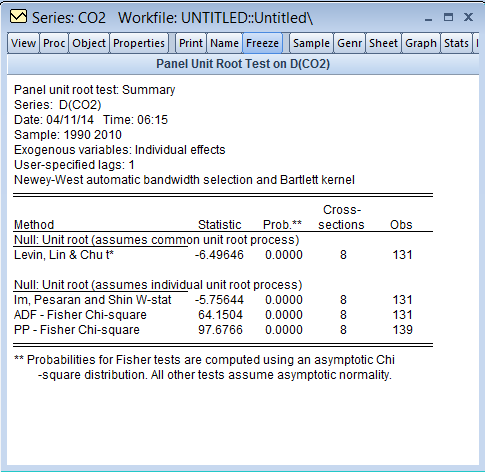 Series: CO2 Workfile: UNTITLED::Untitled\
View Proc Object Properties Print Name Freeze Sample Genr Sheet Graph Stats
Panel Unit Root Test on D(CO2)
Panel unit root test: Summary
Series: D(CO2)
Date: 04/11/14 Time: 06:15
Sample: 1990 2010
Exogenous variables: Individual effects
User-specified lags: 1
Newey-West automatic bandwidth selection and Bartlett kernel
Cross-
Method Statistic Prob.** sections Obs
Null: Unit root (assumes common unit root process)
Levin, Lin & Chu t* -6.49646 0.0000 8 131
Null: Unit root (assumes individual unit root process)
Im, Pesaran and Shin W-stat -5.75644 0.0000 8 131
ADF - Fisher Chi-square 64.1504 0.0000 8 131
PP - Fisher Chi-square 97.6766 0.0000 8 139
** Probabilities for Fisher tests are computed using an asymptotic Chi
-square distribution. All other tests assume asymptotic normality.